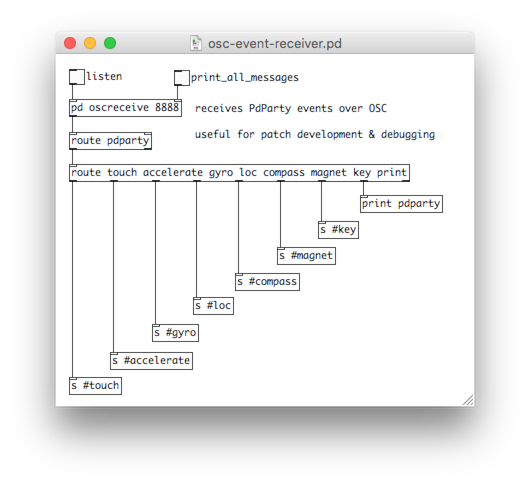 osc-event-receiver.pd
listen
print_all_messages
pd oscreceive 8888
receives PdParty events over OSC
route pdparty
useful for patch development & debugging
route touch accelerate gyro loc compass magnet key print
print pdparty
s #key
s #magnet
s #compass
s #loc
s #gyro
s #accelerate
s #touch